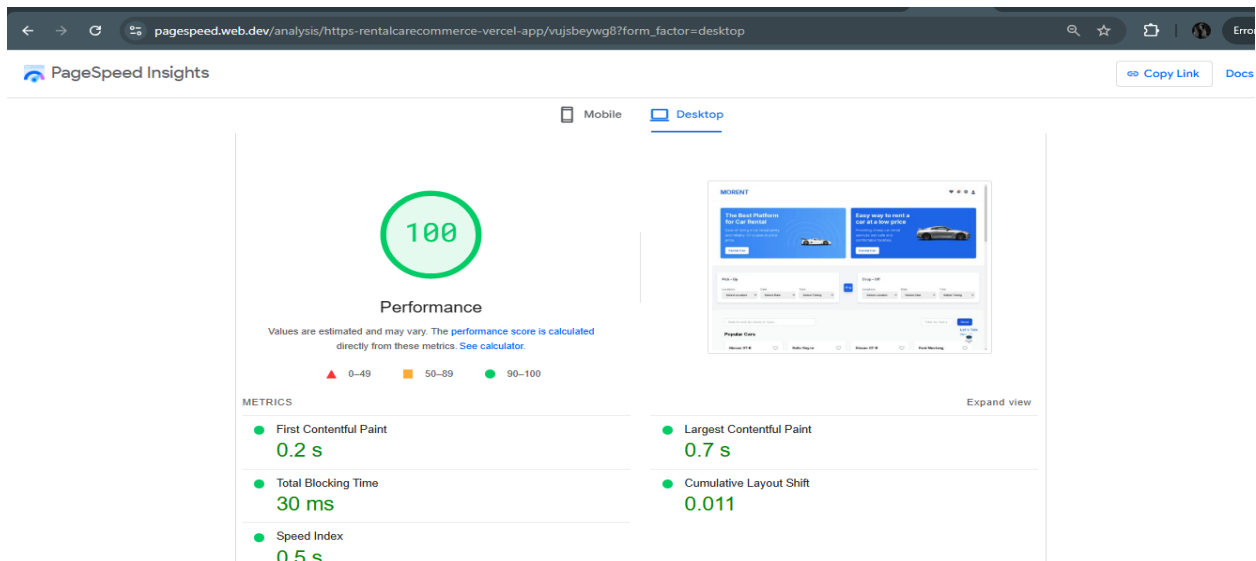 pagespeed.web.dev/analysis/https-rentalcarecommerce-vercel-app/vujsbeywg8?form_factor=desktop
Error
PageSpeed Insights
Copy Link
Docs
Mobile
Desktop
100
Performance
Values are estimated and may vary. The performance score is calculated
directly from these metrics. See calculator.
0–49
50–89
90–100
MORENT
The Best Platform
for Car Rental
Easy way to rent a
car at a low price
Pick - Up
Drop - Off
Popular Cars
METRICS
Expand view
First Contentful Paint
0.2 s
Largest Contentful Paint
0.7 s
Total Blocking Time
30 ms
Cumulative Layout Shift
0.011
Speed Index
0.5 s